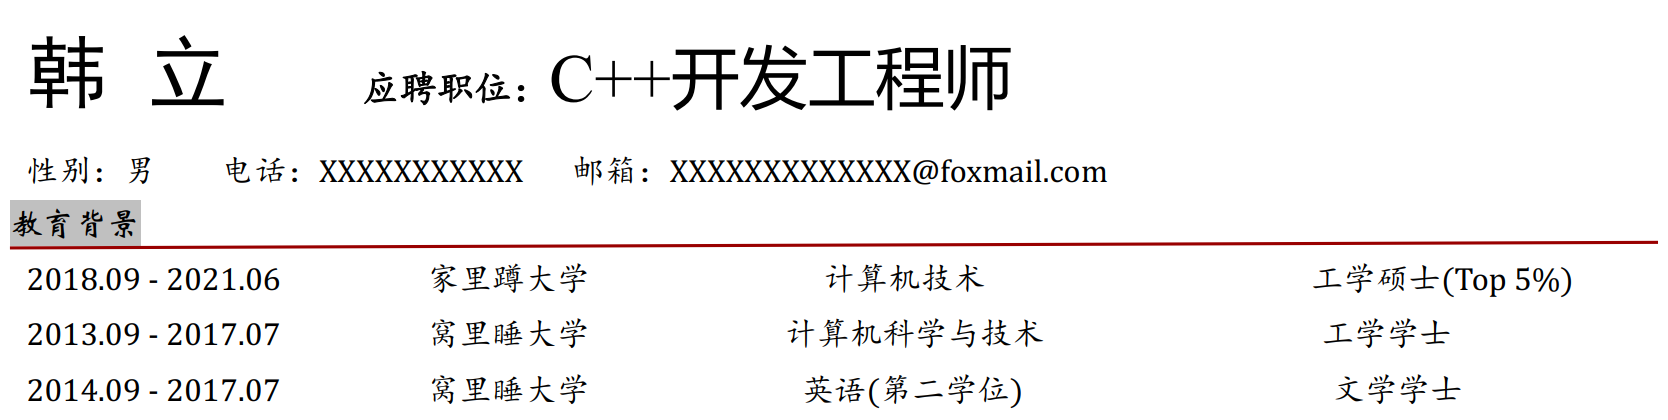 韩 立 应聘职位：C++开发工程师
性别：男 电话：XXXXXXXXXXX 邮箱：XXXXXXXXXXXXX@foxmail.com
教育背景
2018.09 - 2021.06 家里蹲大学 计算机技术 工学硕士(Top 5%)
2013.09 - 2017.07 窝里睡大学 计算机科学与技术 工学学士
2014.09 - 2017.07 窝里睡大学 英语(第二学位) 文学学士